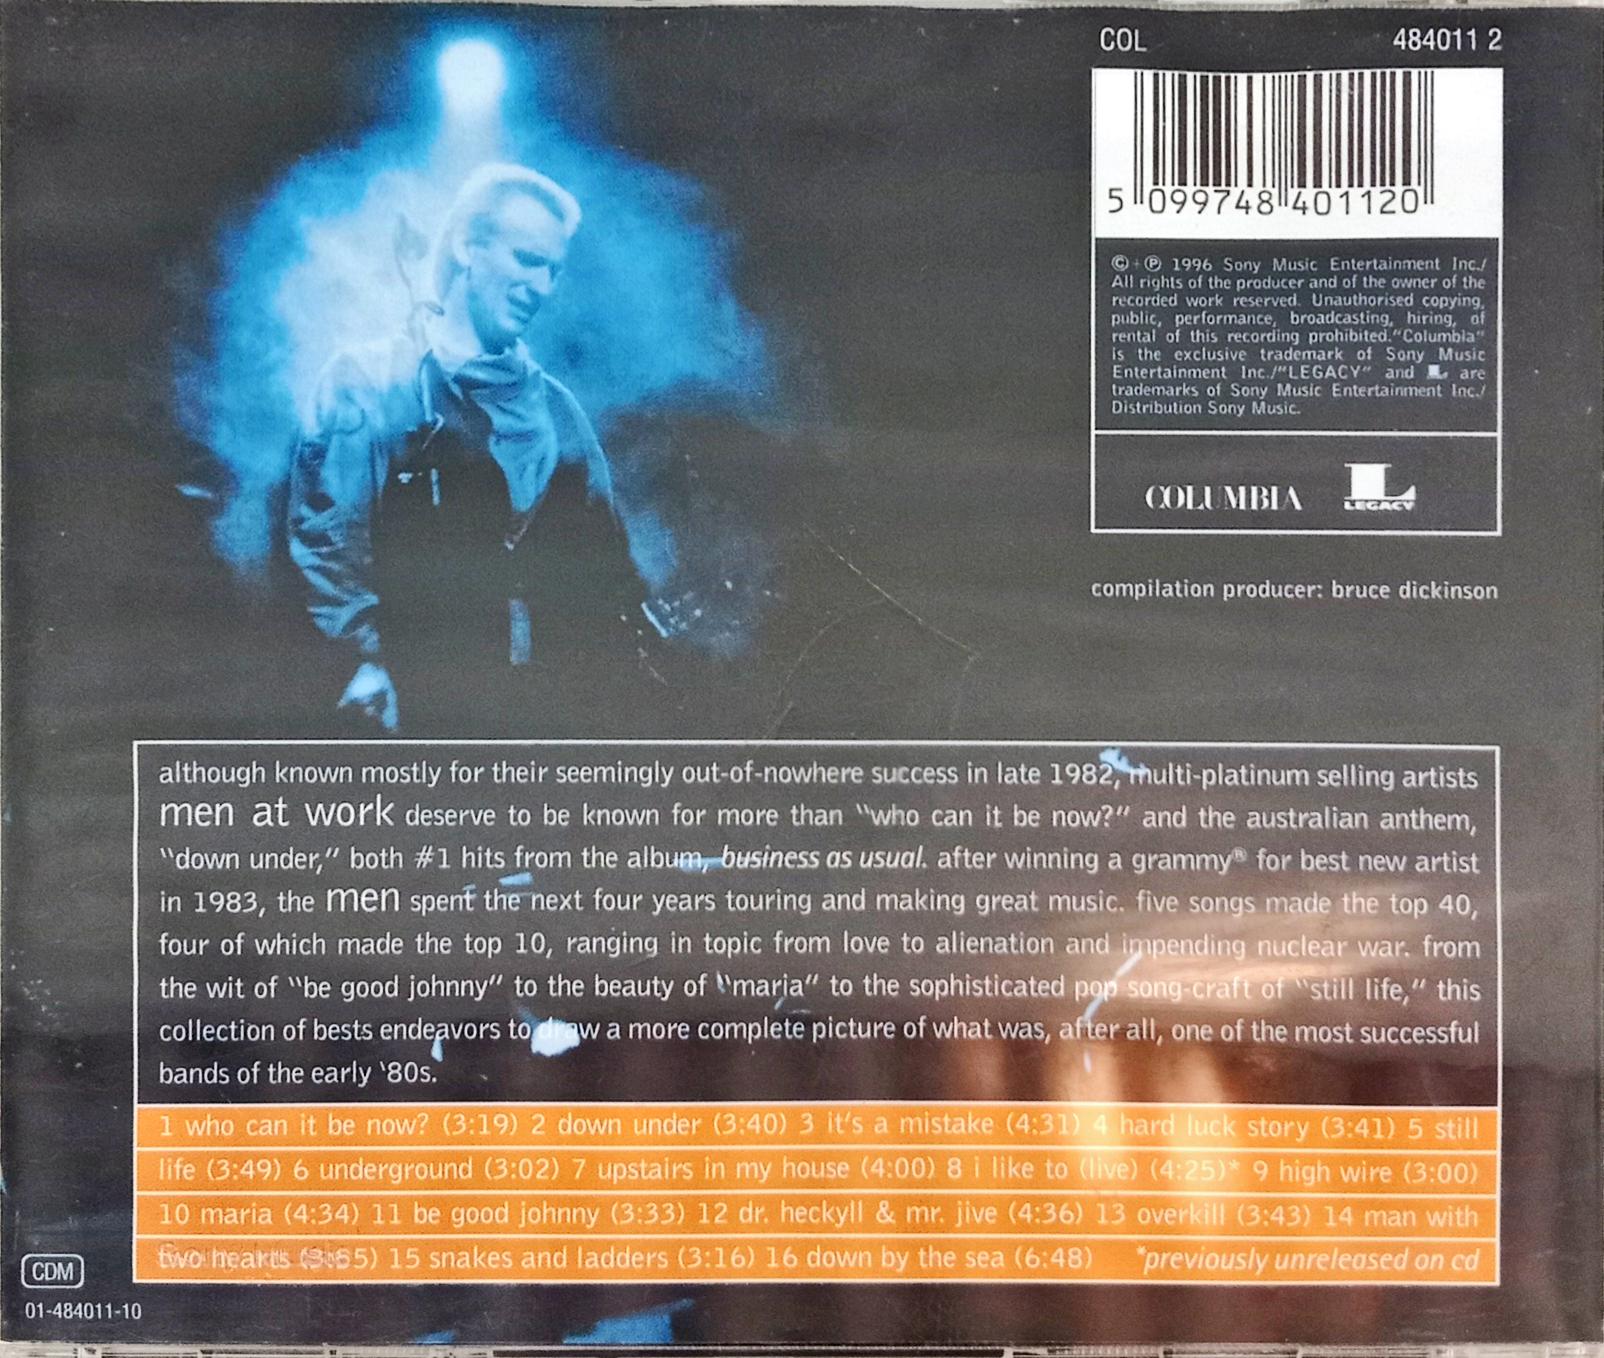 COL 484011 2
5 099748 401120
© + ℗ 1996 Sony Music Entertainment Inc./
All rights of the producer and of the owner of the
recorded work reserved. Unauthorised copying,
public, performance, broadcasting, hiring, of
rental of this recording prohibited."Columbia"
is the exclusive trademark of Sony Music
Entertainment Inc./"LEGACY" and L are
trademarks of Sony Music Entertainment Inc./
Distribution Sony Music.
COLUMBIA L LEGACY
compilation producer: bruce dickinson
although known mostly for their seemingly out-of-nowhere success in late 1982, multi-platinum selling artists
men at work deserve to be known for more than "who can it be now?" and the australian anthem,
"down under," both #1 hits from the album, business as usual. after winning a grammy® for best new artist
in 1983, the men spent the next four years touring and making great music. five songs made the top 40,
four of which made the top 10, ranging in topic from love to alienation and impending nuclear war. from
the wit of "be good johnny" to the beauty of "maria" to the sophisticated pop song-craft of "still life," this
collection of bests endeavors to draw a more complete picture of what was, after all, one of the most successful
bands of the early '80s.
1 who can it be now? (3:19) 2 down under (3:40) 3 it's a mistake (4:31) 4 hard luck story (3:41) 5 still
life (3:49) 6 underground (3:02) 7 upstairs in my house (4:00) 8 i like to (live) (4:25)* 9 high wire (3:00)
10 maria (4:34) 11 be good johnny (3:33) 12 dr. heckyll & mr. jive (4:36) 13 overkill (3:43) 14 man with
two hearts 15 snakes and ladders (3:16) 16 down by the sea (6:48) *previously unreleased on cd
CDM
01-484011-10